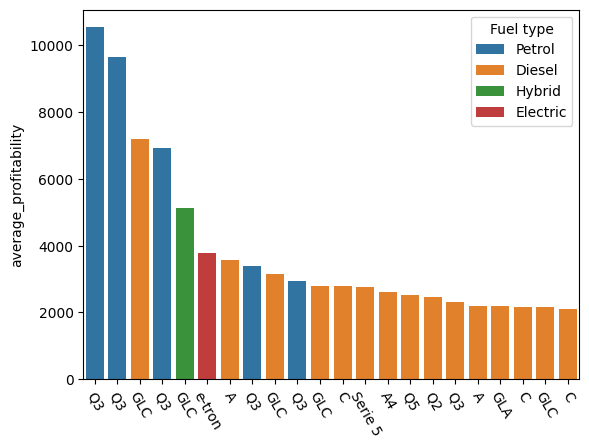 Fuel type
Petrol
Diesel
Hybrid
Electric
average_profitability
10000
8000
6000
4000
2000
0
Q3
Q3
GLC
Q3
GLC
e-tron
A
Q3
GLC
Q3
GLC
C
Serie 5
A4
Q5
Q2
Q3
A
GLA
C
GLC
C